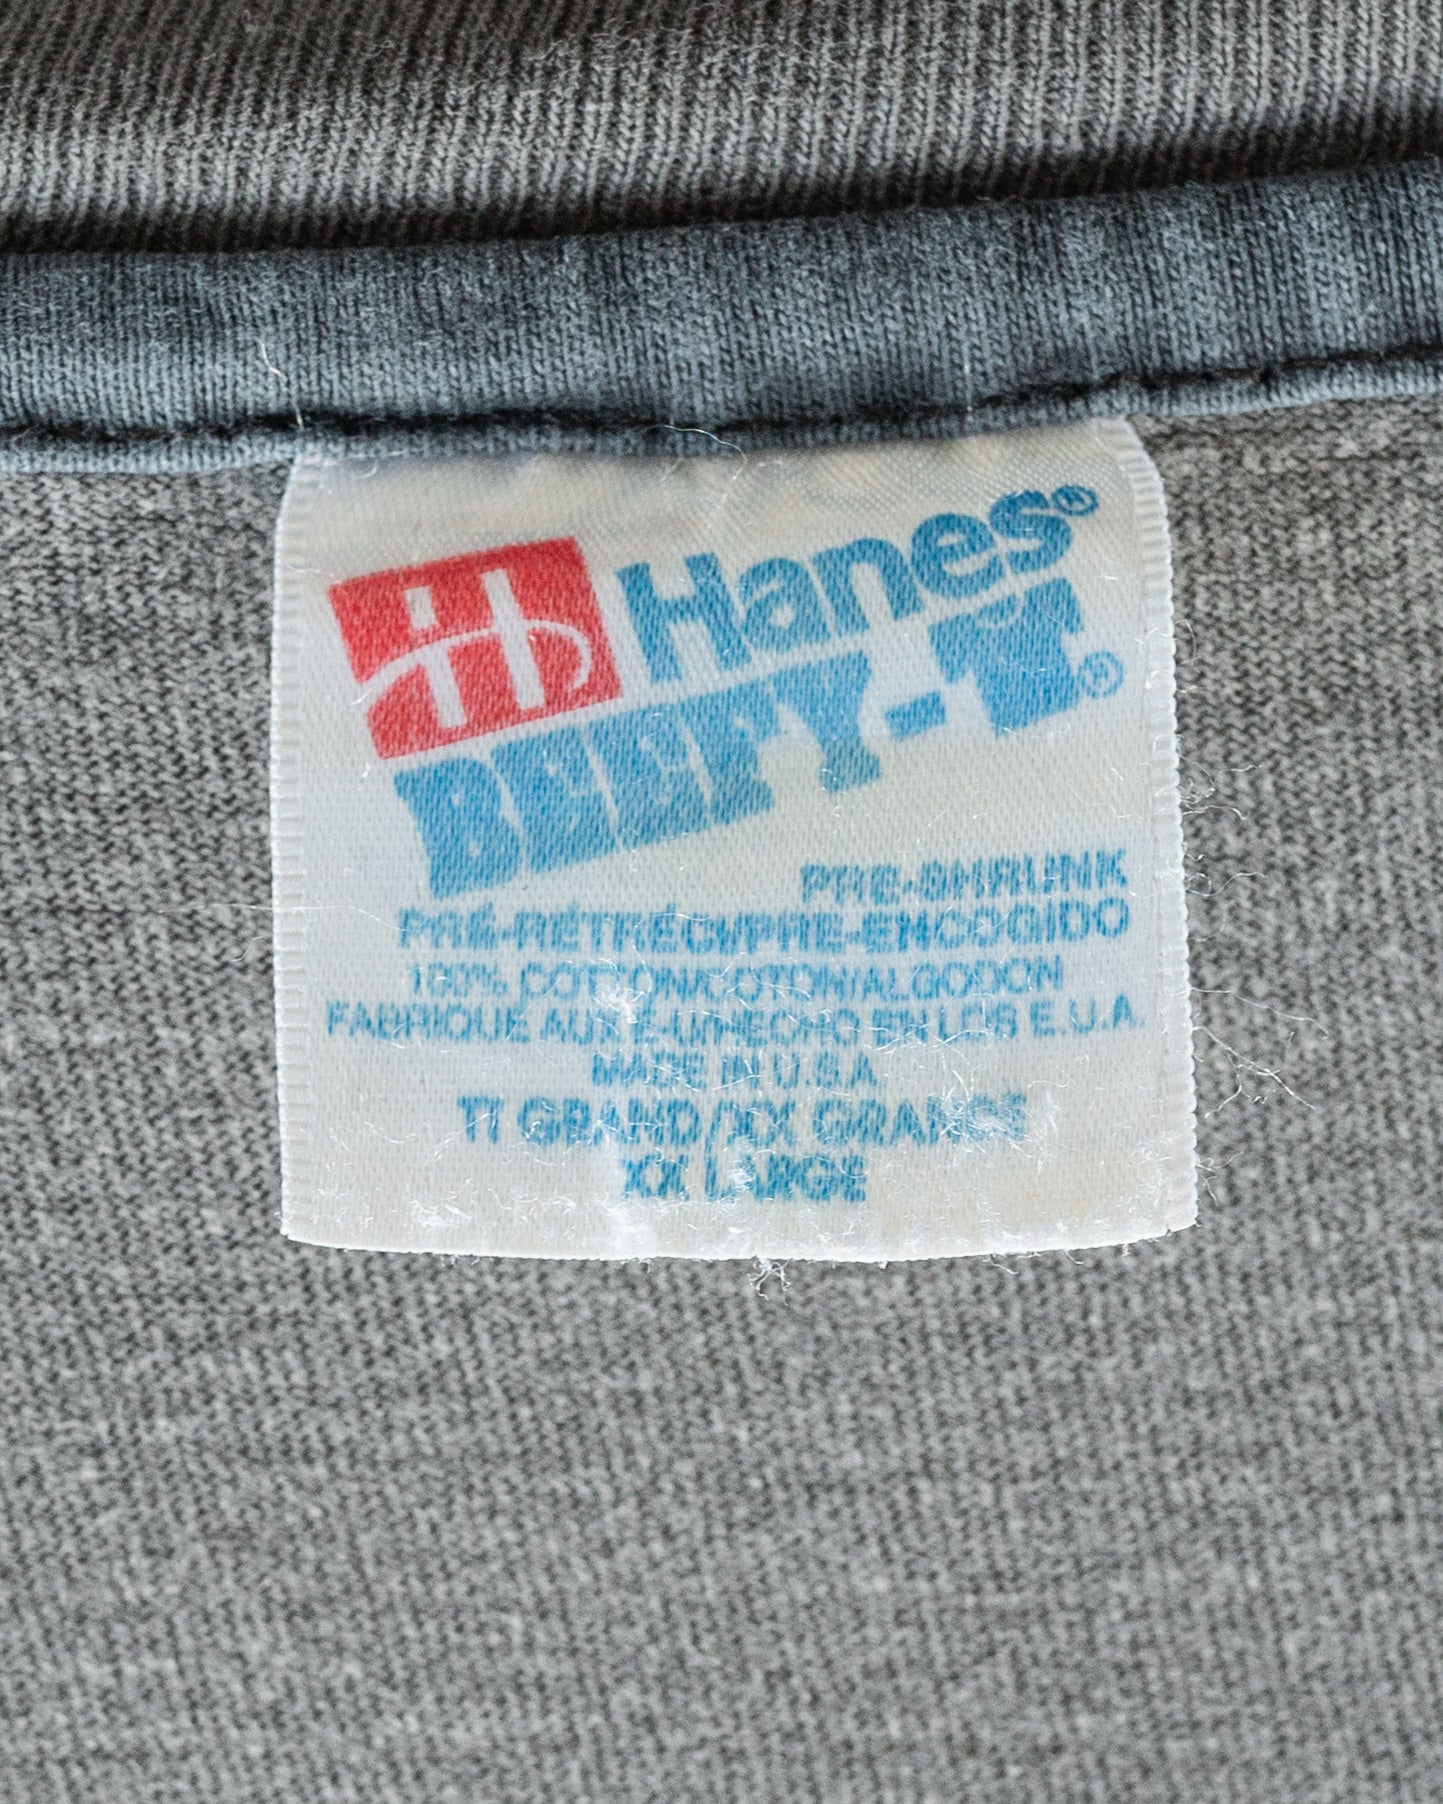 Hanes®
BEEFY-T®
PRE-SHRUNK
PRÉ-RÉTRÉCI/PRE-ENCOGIDO
100% COTTON/COTON/ALGODON
FABRIQUE AUX E.-U./HECHO EN LOS E.U.A.
MADE IN U.S.A.
TT GRAND/XX GRANDE
XX LARGE